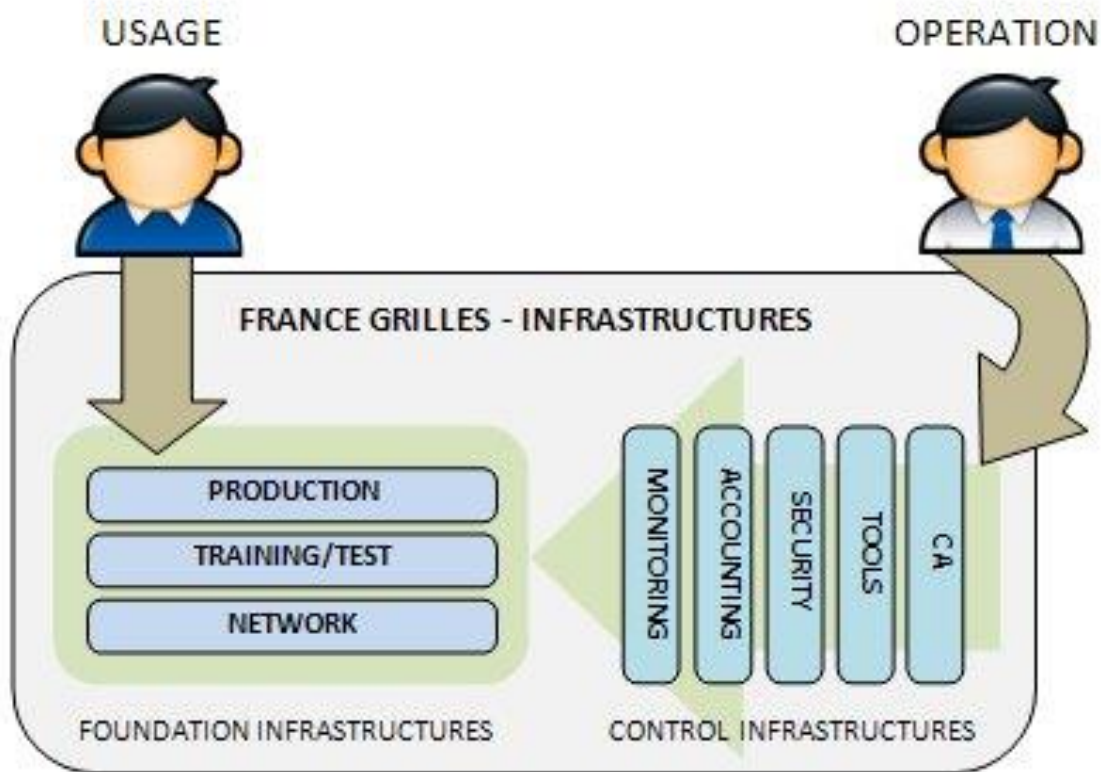 USAGE
OPERATION
FRANCE GRILLES - INFRASTRUCTURES
PRODUCTION
TRAINING/TEST
NETWORK
MONITORING
ACCOUNTING
SECURITY
TOOLS
CA
FOUNDATION INFRASTRUCTURES
CONTROL INFRASTRUCTURES